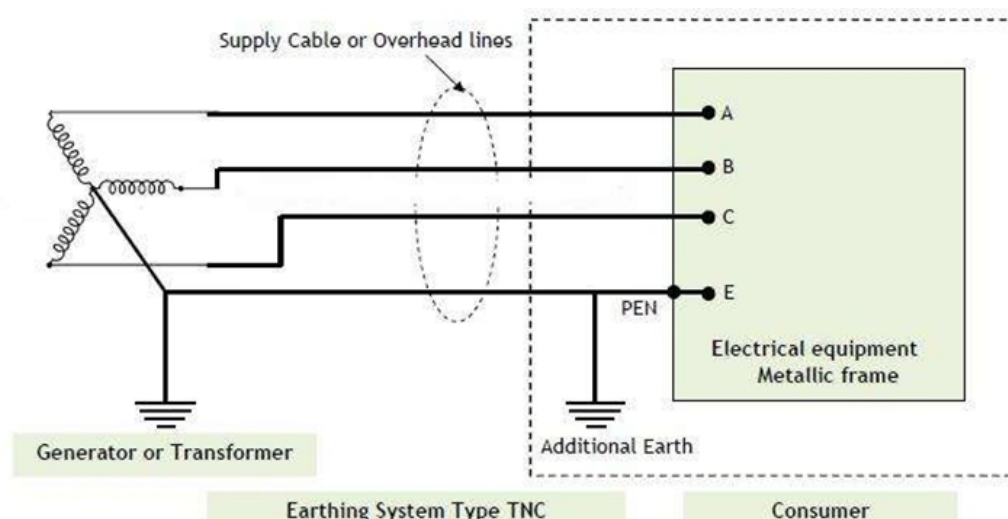 Supply Cable or Overhead lines
A
B
C
E
PEN
Electrical equipment
Metallic frame
Additional Earth
Generator or Transformer
Earthing System Type TNC
Consumer